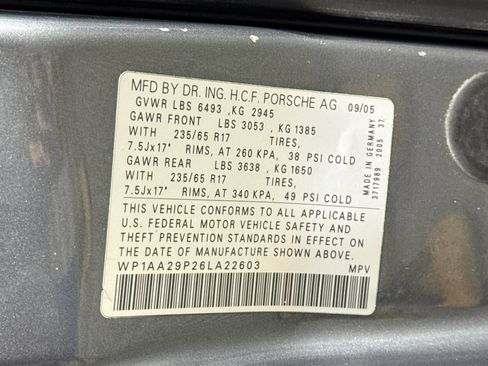 MFD BY DR. ING. H.C.F. PORSCHE AG 09/05
GVWR LBS 6493 ,KG 2945
GAWR FRONT LBS 3053 , KG 1385
WITH 235/65 R17 TIRES,
7.5Jx17" RIMS, AT 260 KPA, 38 PSI COLD
GAWR REAR LBS 3638 , KG 1650
WITH 235/65 R17 TIRES,
7.5Jx17" RIMS, AT 340 KPA, 49 PSI COLD
THIS VEHICLE CONFORMS TO ALL APPLICABLE
U.S. FEDERAL MOTOR VEHICLE SAFETY AND
THEFT PREVENTION STANDARDS IN EFFECT ON
THE DATE OF MANUFACTURE SHOWN ABOVE.
WP1AA29P26LA22603 MPV
MADE IN GERMANY
3717989 2005 37